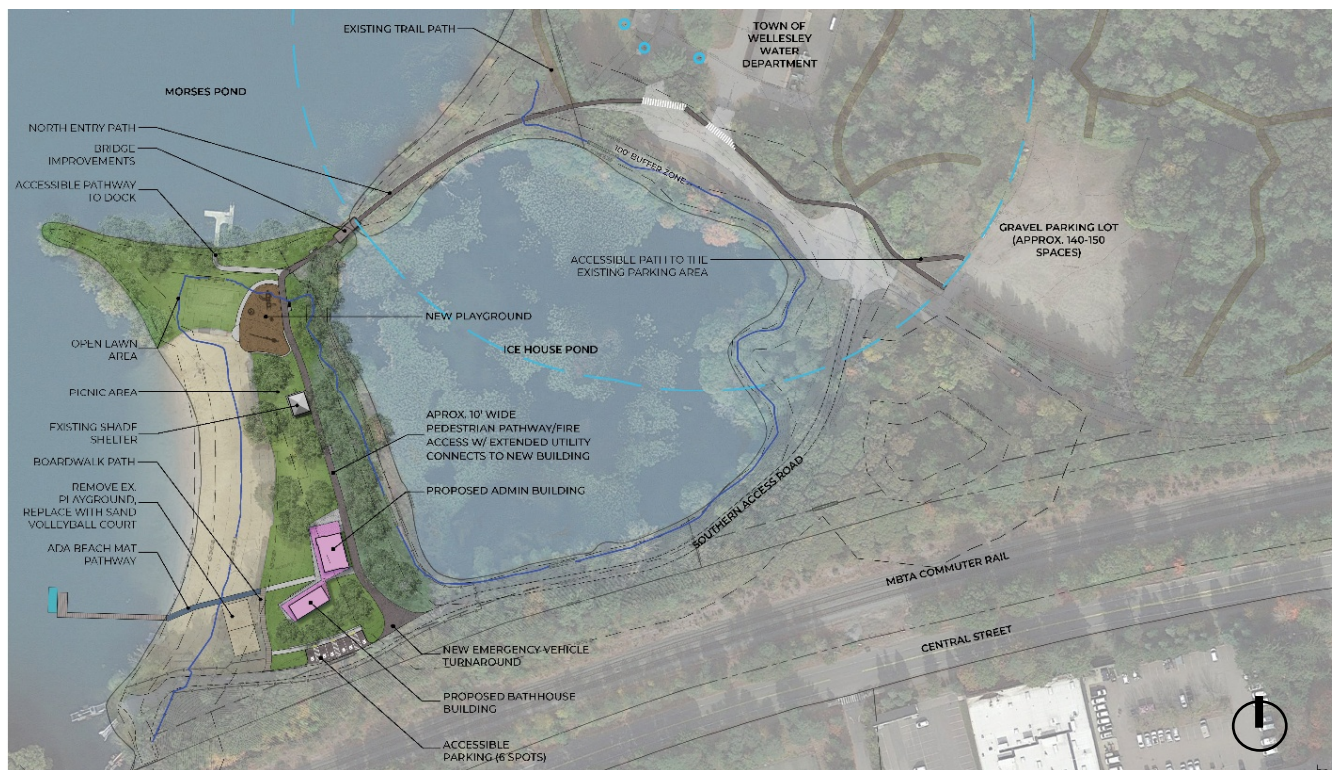 EXISTING TRAIL PATH
TOWN OF
WELLESLEY
WATER
DEPARTMENT
MORSES POND
NORTH ENTRY PATH
BRIDGE
IMPROVEMENTS
100' BUFFER ZONE
ACCESSIBLE PATHWAY
TO DOCK
GRAVEL PARKING LOT
(APPROX. 140-150
SPACES)
ACCESSIBLE PATH TO THE
EXISTING PARKING AREA
NEW PLAYGROUND
OPEN LAWN
AREA
ICE HOUSE POND
PICNIC AREA
EXISTING SHADE
SHELTER
APROX. 10' WIDE
PEDESTRIAN PATHWAY/FIRE
ACCESS W/ EXTENDED UTILITY
CONNECTS TO NEW BUILDING
BOARDWALK PATH
REMOVE EX.
PLAYGROUND,
REPLACE WITH SAND
VOLLEYBALL COURT
PROPOSED ADMIN BUILDING
SOUTHERN ACCESS ROAD
ADA BEACH MAT
PATHWAY
MBTA COMMUTER RAIL
CENTRAL STREET
NEW EMERGENCY VEHICLE
TURNAROUND
PROPOSED BATHHOUSE
BUILDING
ACCESSIBLE
PARKING (6 SPOTS)